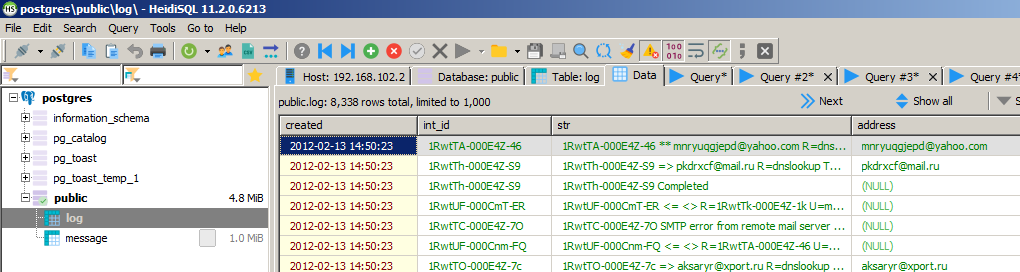 postgres\public\log\ - HeidiSQL 11.2.0.6213
File Edit Search Query Tools Go to Help
Host: 192.168.102.2 Database: public Table: log Data Query* Query #2* Query #3* Query #4*
postgres
information_schema
pg_catalog
pg_toast
pg_toast_temp_1
public 4.8 MiB
log
message 1.0 MiB
public.log: 8,338 rows total, limited to 1,000 Next Show all
created int_id str address
2012-02-13 14:50:23 1RwtTA-000E4Z-46 1RwtTA-000E4Z-46 ** mnryuqgjepd@yahoo.com R=dns... mnryuqgjepd@yahoo.com
2012-02-13 14:50:23 1RwtTh-000E4Z-S9 1RwtTh-000E4Z-S9 => pkdrxcf@mail.ru R=dnslookup T... pkdrxcf@mail.ru
2012-02-13 14:50:23 1RwtTh-000E4Z-S9 1RwtTh-000E4Z-S9 Completed (NULL)
2012-02-13 14:50:23 1RwtUF-000CmT-ER 1RwtUF-000CmT-ER <= <> R=1RwtTk-000E4Z-1k U=m... (NULL)
2012-02-13 14:50:23 1RwtTC-000E4Z-7O 1RwtTC-000E4Z-7O SMTP error from remote mail server ... (NULL)
2012-02-13 14:50:23 1RwtUF-000Cnm-FQ 1RwtUF-000Cnm-FQ <= <> R=1RwtTA-000E4Z-46 U=... (NULL)
2012-02-13 14:50:23 1RwtTO-000E4Z-7c 1RwtTO-000E4Z-7c => aksaryr@xport.ru R=dnslookup ... aksaryr@xport.ru